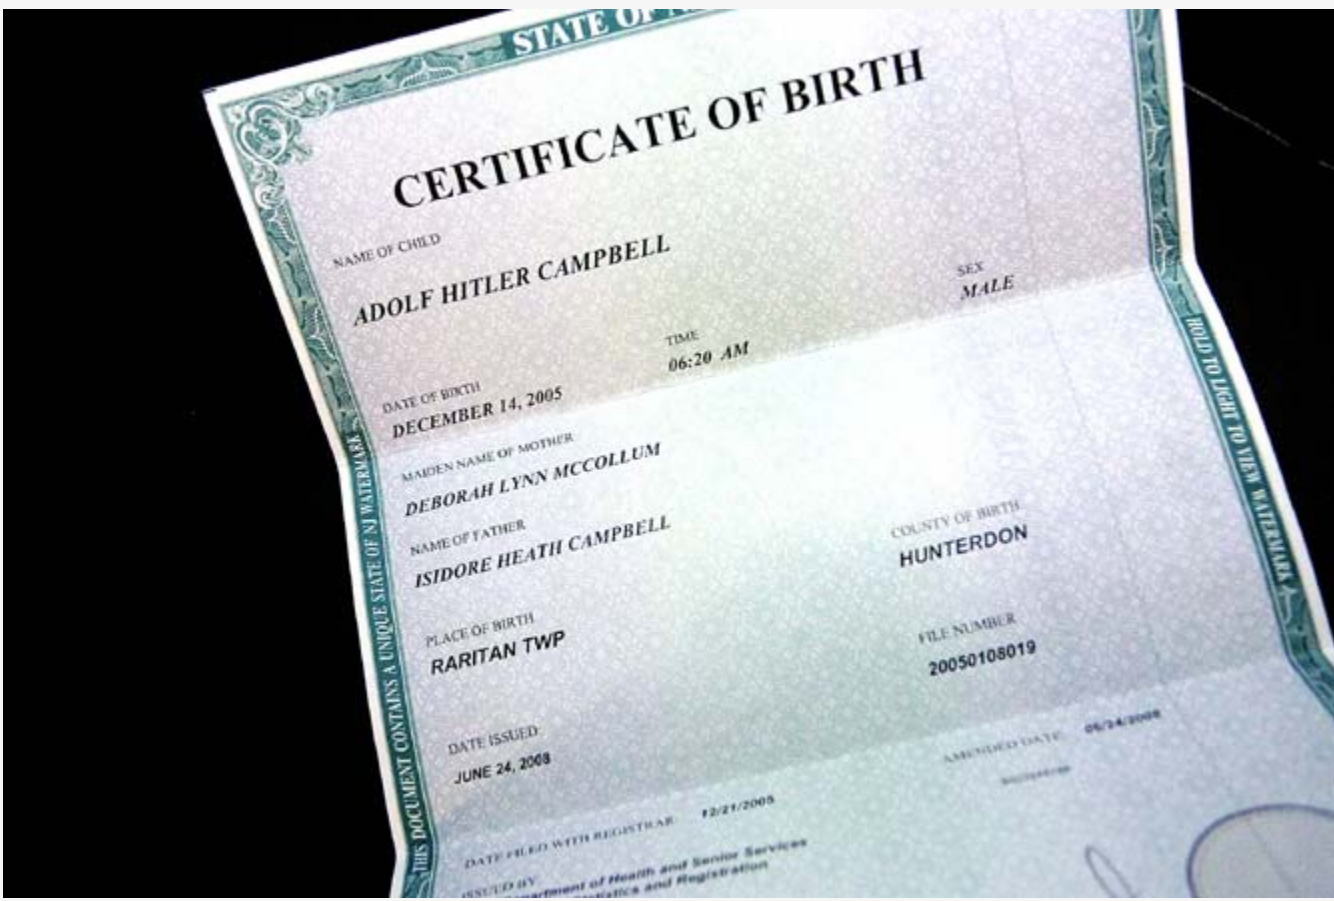 STATE OF
CERTIFICATE OF BIRTH
NAME OF CHILD
ADOLF HITLER CAMPBELL
SEX
MALE
DATE OF BIRTH
DECEMBER 14, 2005
TIME
06:20 AM
MAIDEN NAME OF MOTHER
DEBORAH LYNN MCCOLLUM
NAME OF FATHER
ISIDORE HEATH CAMPBELL
COUNTY OF BIRTH
HUNTERDON
PLACE OF BIRTH
RARITAN TWP
FILE NUMBER
20050108019
DATE ISSUED
JUNE 24, 2008
AMENDED DATE 06/24/2008
DATE FILED WITH REGISTRAR 12/21/2005
ISSUED BY
of Health and Senior Services
and Registration
THIS DOCUMENT CONTAINS A UNIQUE STATE OF NJ WATERMARK
HOLD TO LIGHT TO VIEW WATERMARK